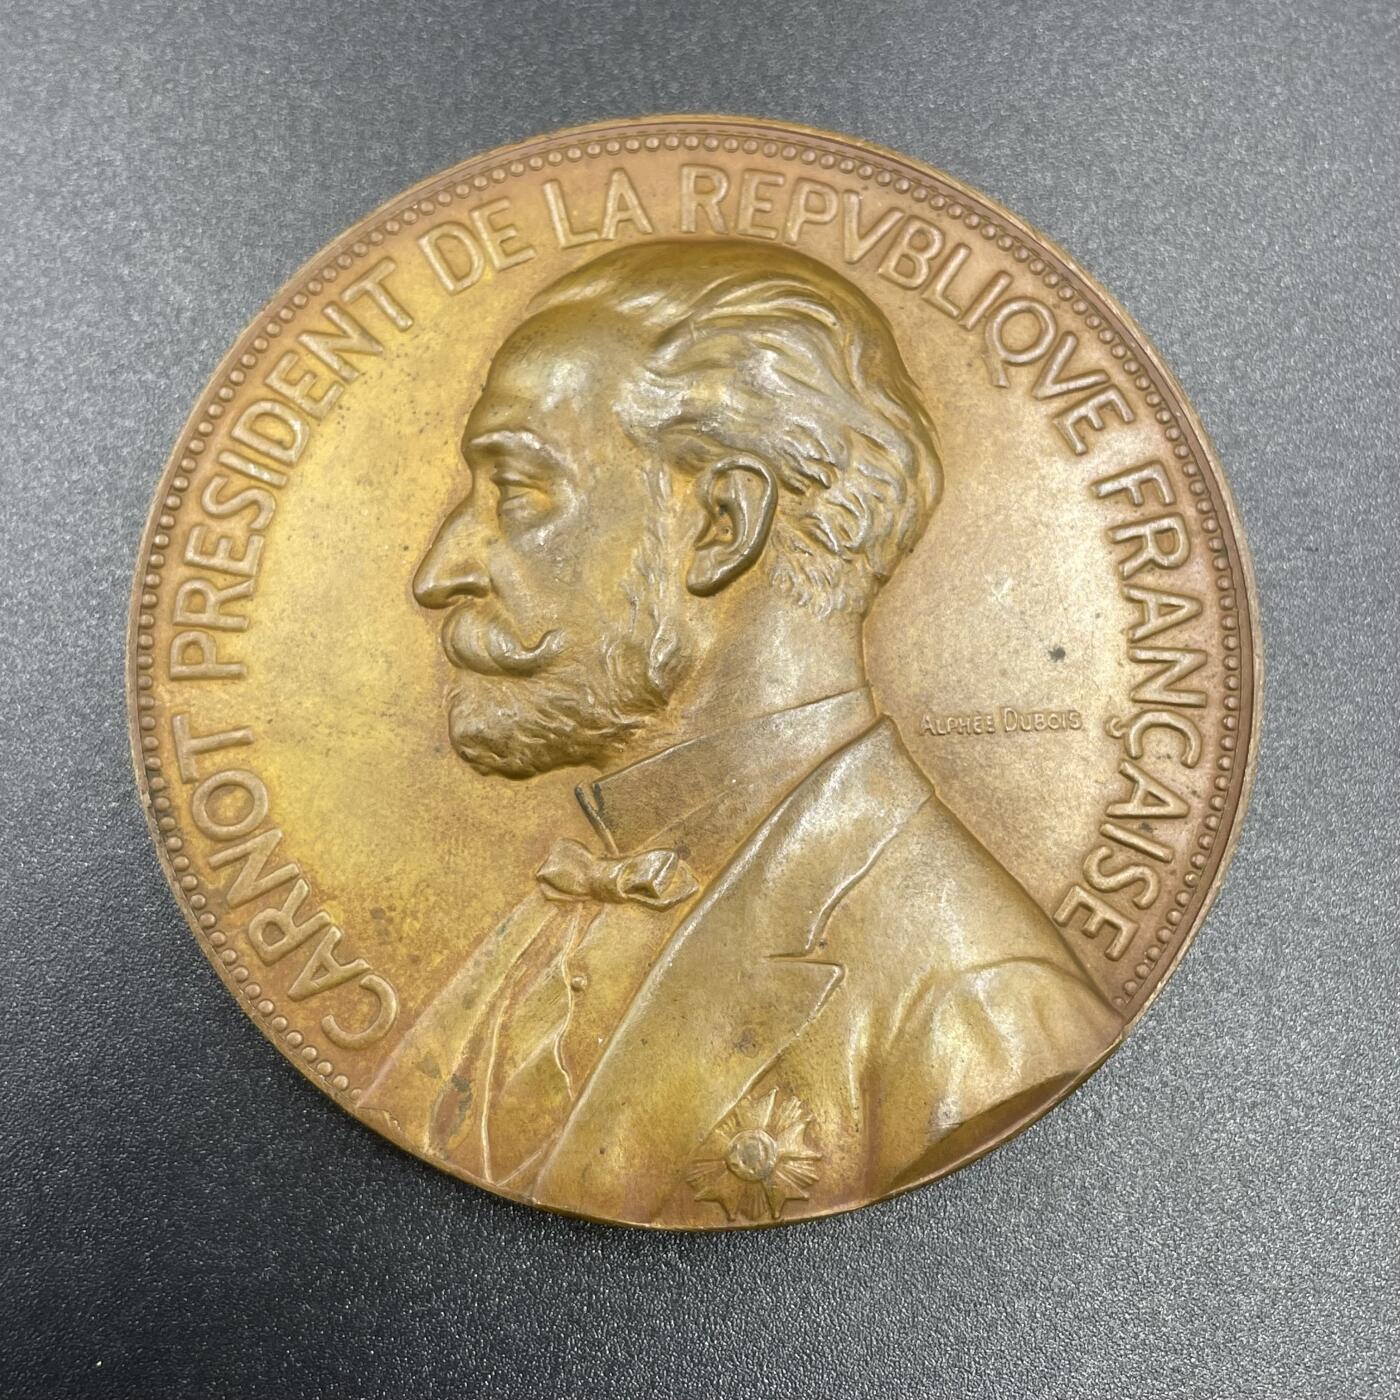 CARNOT PRESIDENT DE LA REPVBLIQVE FRANÇAISE
ALPHÉE DUBOIS